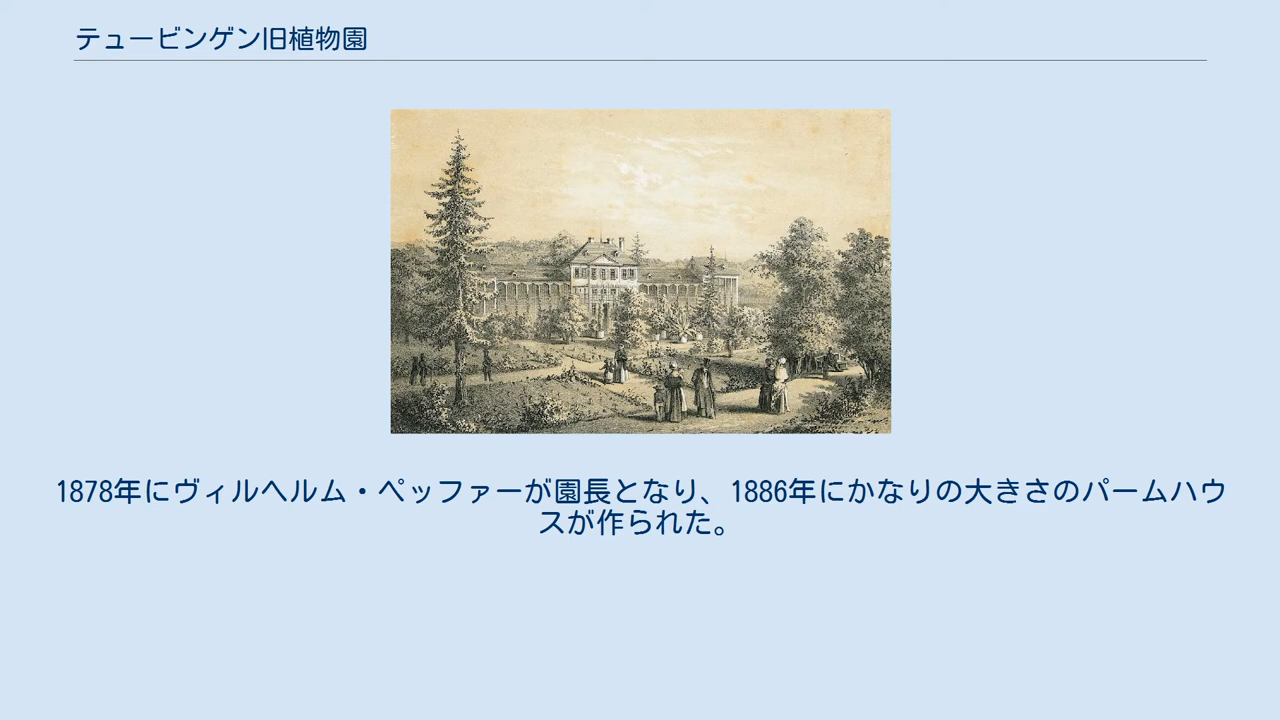 テュービンゲン旧植物園
1878年にヴィルヘルム・ペッファーが園長となり、1886年にかなりの大きさのパームハウ
スが作られた。